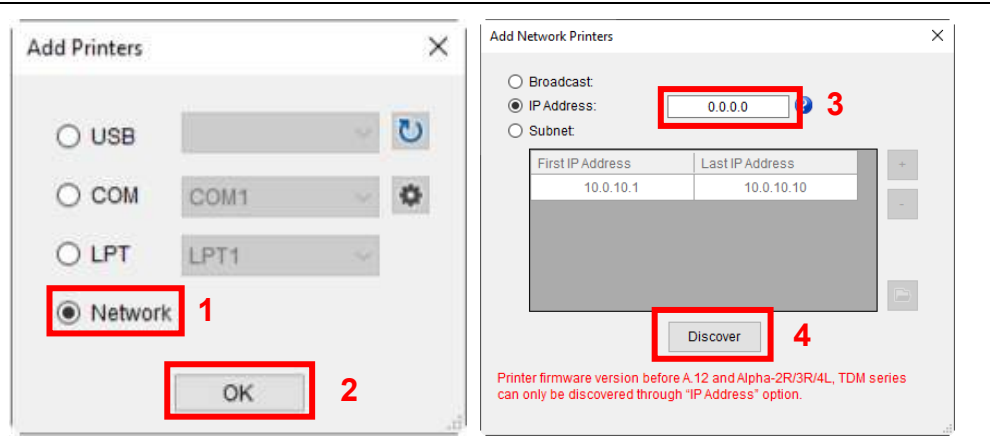 Add Printers
USB
COM COM1
LPT LPT1
Network 1
OK 2
Add Network Printers
Broadcast:
IP Address: 0.0.0.0 ? 3
Subnet:
First IP Address Last IP Address
10.0.10.1 10.0.10.10
+
-
Discover 4
Printer firmware version before A.12 and Alpha-2R/3R/4L, TDM series
can only be discovered through "IP Address" option.